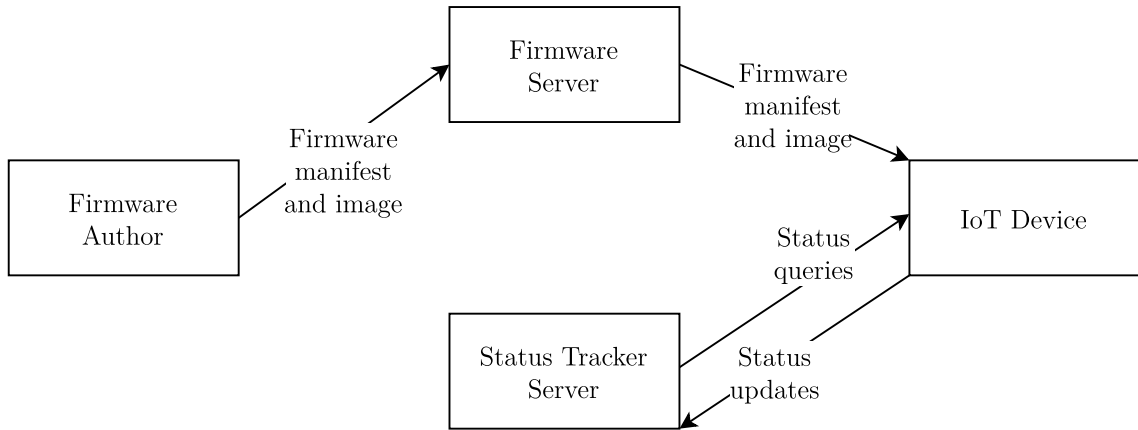 Firmware
Server
Firmware
manifest
and image
Firmware
manifest
and image
Firmware
Author
IoT Device
Status
queries
Status Tracker
Server
Status
updates